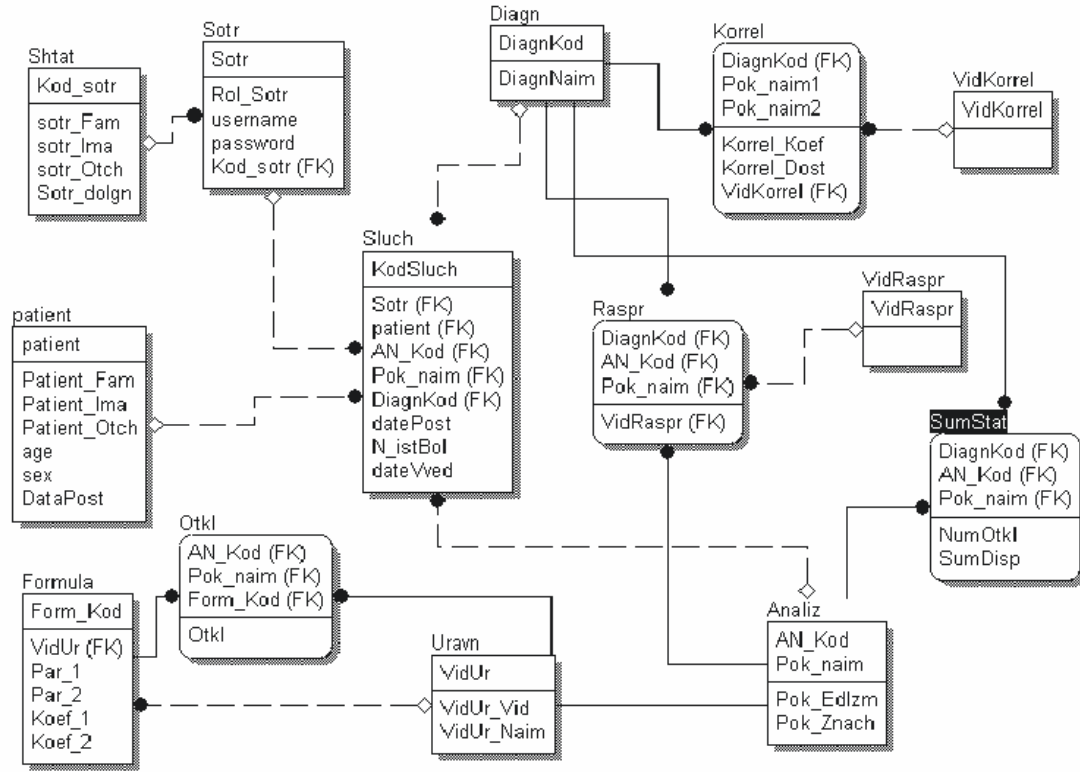 Shtat
Kod_sotr
sotr_Fam
sotr_Ima
sotr_Otch
Sotr_dolgn
Sotr
Sotr
Rol_Sotr
username
password
Kod_sotr (FK)
Diagn
DiagnKod
DiagnNaim
Korrel
DiagnKod (FK)
Pok_naim1
Pok_naim2
Korrel_Koef
Korrel_Dost
VidKorrel (FK)
VidKorrel
VidKorrel
patient
patient
Patient_Fam
Patient_Ima
Patient_Otch
age
sex
DataPost
Sluch
KodSluch
Sotr (FK)
patient (FK)
AN_Kod (FK)
Pok_naim (FK)
DiagnKod (FK)
datePost
N_istBol
dateVved
Raspr
DiagnKod (FK)
AN_Kod (FK)
Pok_naim (FK)
VidRaspr (FK)
VidRaspr
VidRaspr
SumStat
DiagnKod (FK)
AN_Kod (FK)
Pok_naim (FK)
NumOtkl
SumDisp
Otkl
AN_Kod (FK)
Pok_naim (FK)
Form_Kod (FK)
Otkl
Formula
Form_Kod
VidUr (FK)
Par_1
Par_2
Koef_1
Koef_2
Uravn
VidUr
VidUr_Vid
VidUr_Naim
Analiz
AN_Kod
Pok_naim
Pok_EdIzm
Pok_Znach